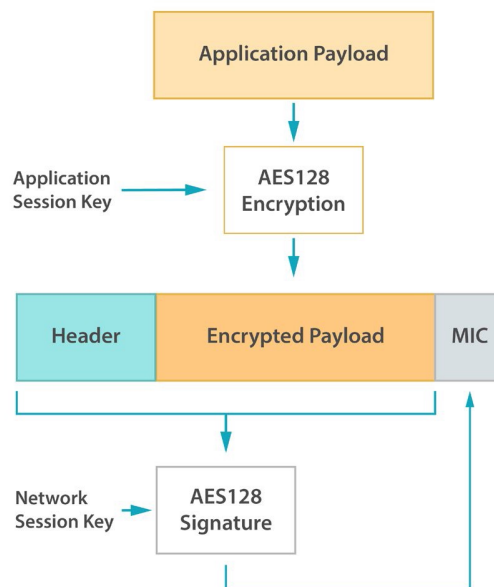 Application Payload
Application
Session Key
AES128
Encryption
Header
Encrypted Payload
MIC
Network
Session Key
AES128
Signature